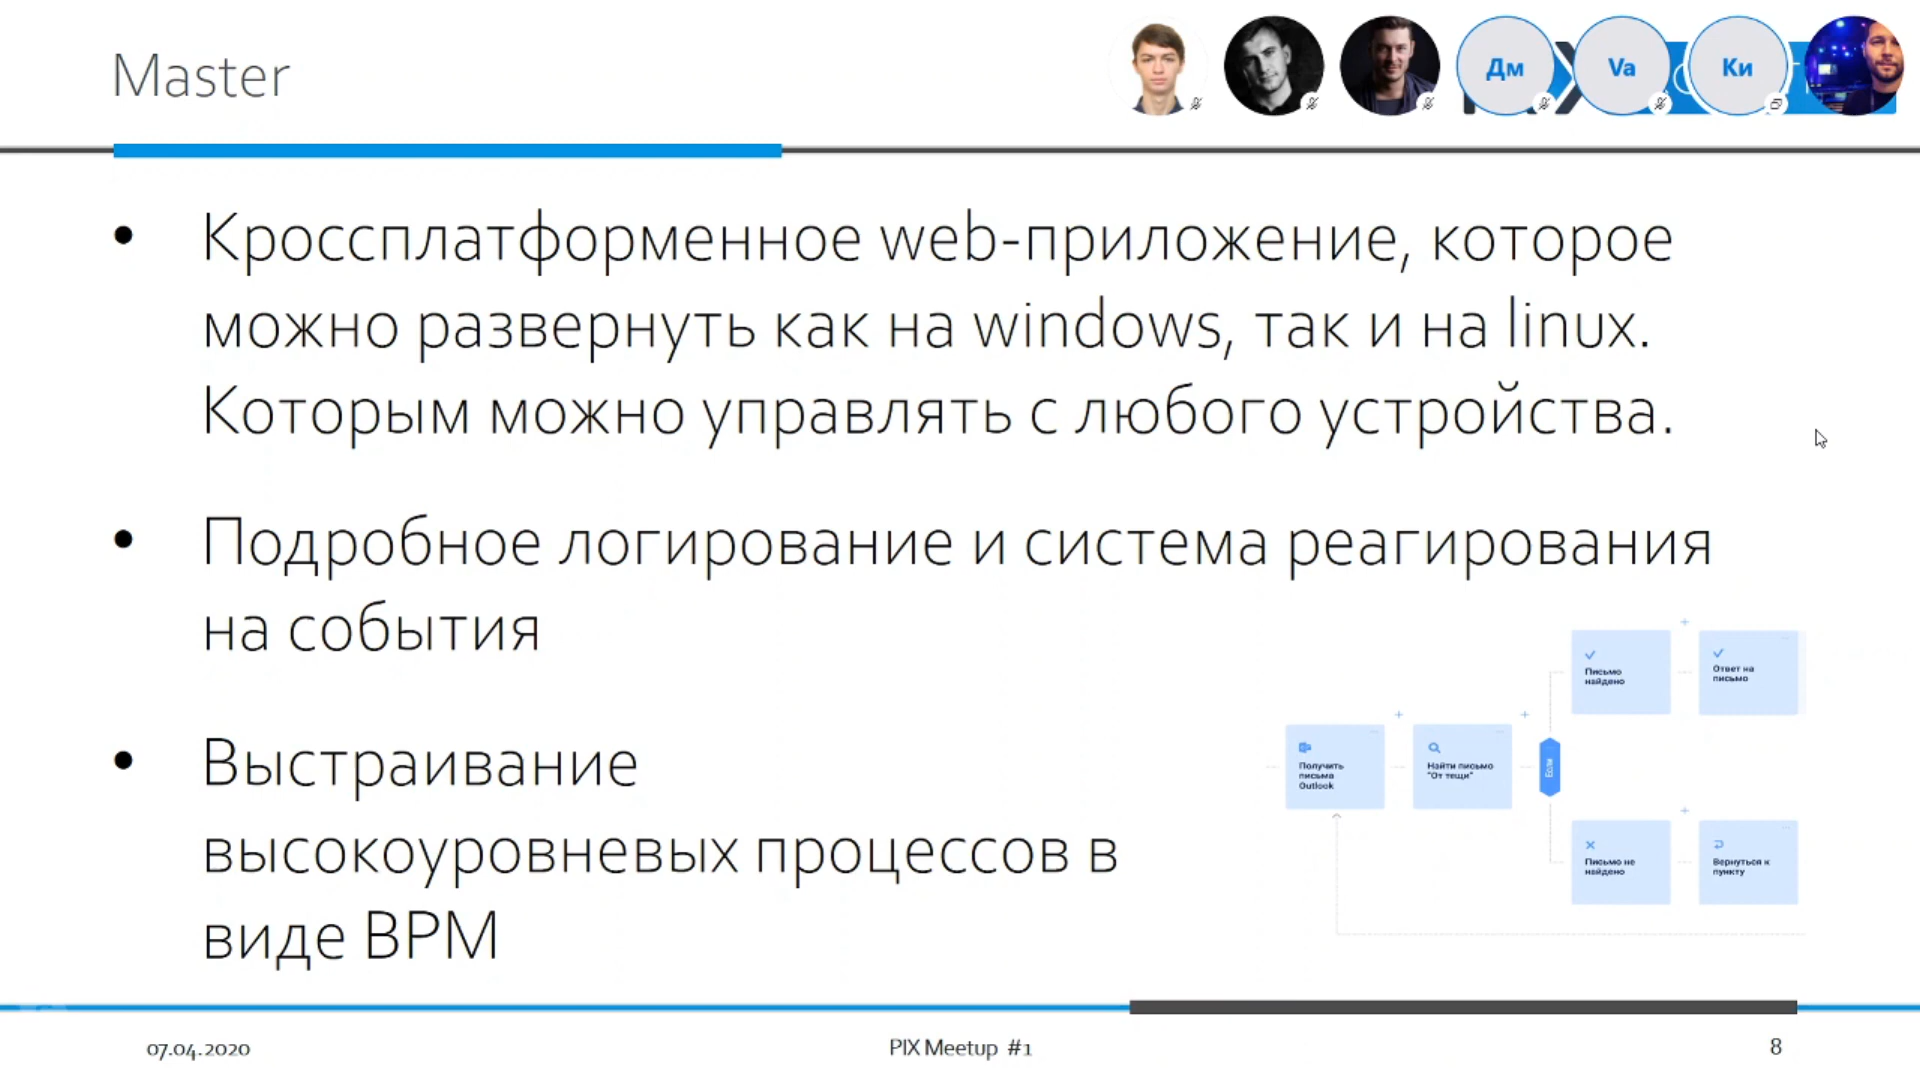 Master
Дм
Va
Ки
• Кроссплатформенное web-приложение, которое
можно развернуть как на windows, так и на linux.
Которым можно управлять с любого устройства.
• Подробное логирование и система реагирования
на события
• Выстраивание
высокоуровневых процессов в
виде BPM
Получить
письма
Outlook
Найти письмо
"От тещи"
Если
Письмо
найдено
Ответ на
письмо
Письмо не
найдено
Вернуться к
пункту
07.04.2020
PIX Meetup #1
8